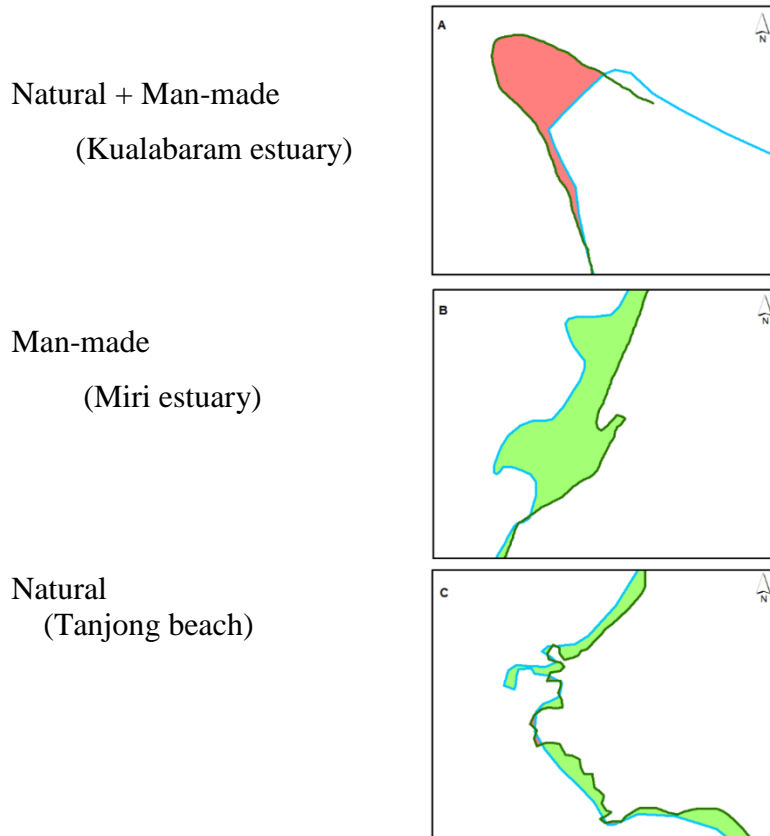 A
N
Natural + Man-made
(Kualabaram estuary)
B
N
Man-made
(Miri estuary)
C
N
Natural
(Tanjong beach)